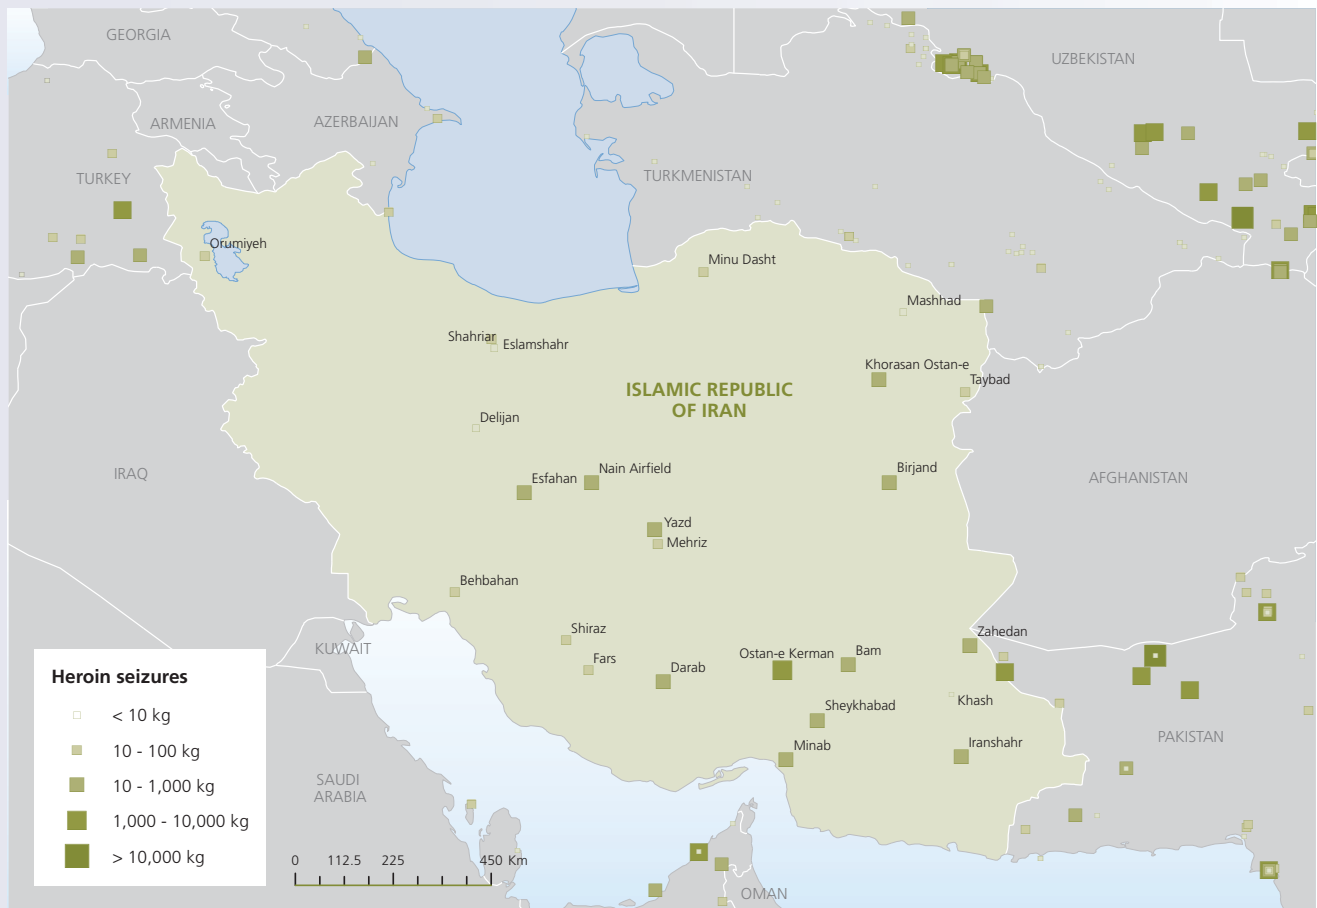 GEORGIA
UZBEKISTAN
ARMENIA
AZERBAIJAN
TURKEY
TURKMENISTAN
Orumiyeh
Minu Dasht
Mashhad
Shahriar
Eslamshahr
Khorasan Ostan-e
Taybad
ISLAMIC REPUBLIC
OF IRAN
Delijan
IRAQ
Esfahan
Nain Airfield
Birjand
AFGHANISTAN
Yazd
Mehriz
Behbahan
Shiraz
Zahedan
KUWAIT
Fars
Darab
Ostan-e Kerman
Bam
Khash
Sheykhabad
PAKISTAN
Minab
Iranshahr
SAUDI
ARABIA
OMAN
Heroin seizures
< 10 kg
10 - 100 kg
10 - 1,000 kg
1,000 - 10,000 kg
> 10,000 kg
0 112.5 225 450 Km